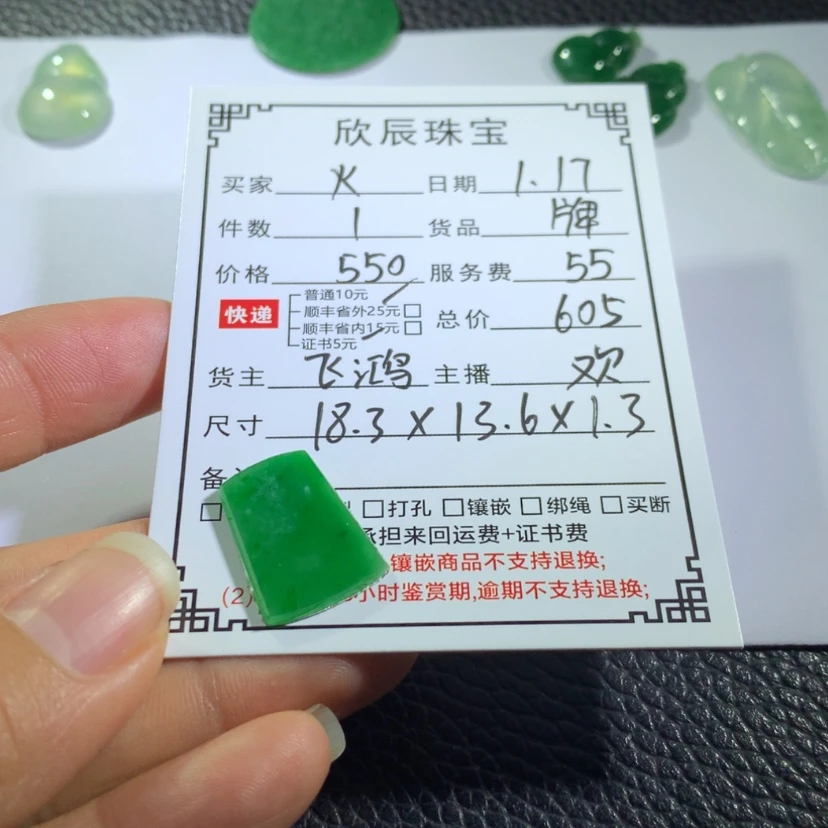 欣辰珠宝
买家 火 日期 1.17
件数 1 货品 牌
价格 550 服务费 55
快递 普通10元
顺丰省外25元□ 总价 605
顺丰省内15元□
证书5元
货主 飞鸿 主播 欢
尺寸 18.3×13.6×1.3
备
□ □打孔 □镶嵌 □绑绳 □买断
承担来回运费+证书费
,镶嵌商品不支持退换;
(2) 小时鉴赏期,逾期不支持退换;